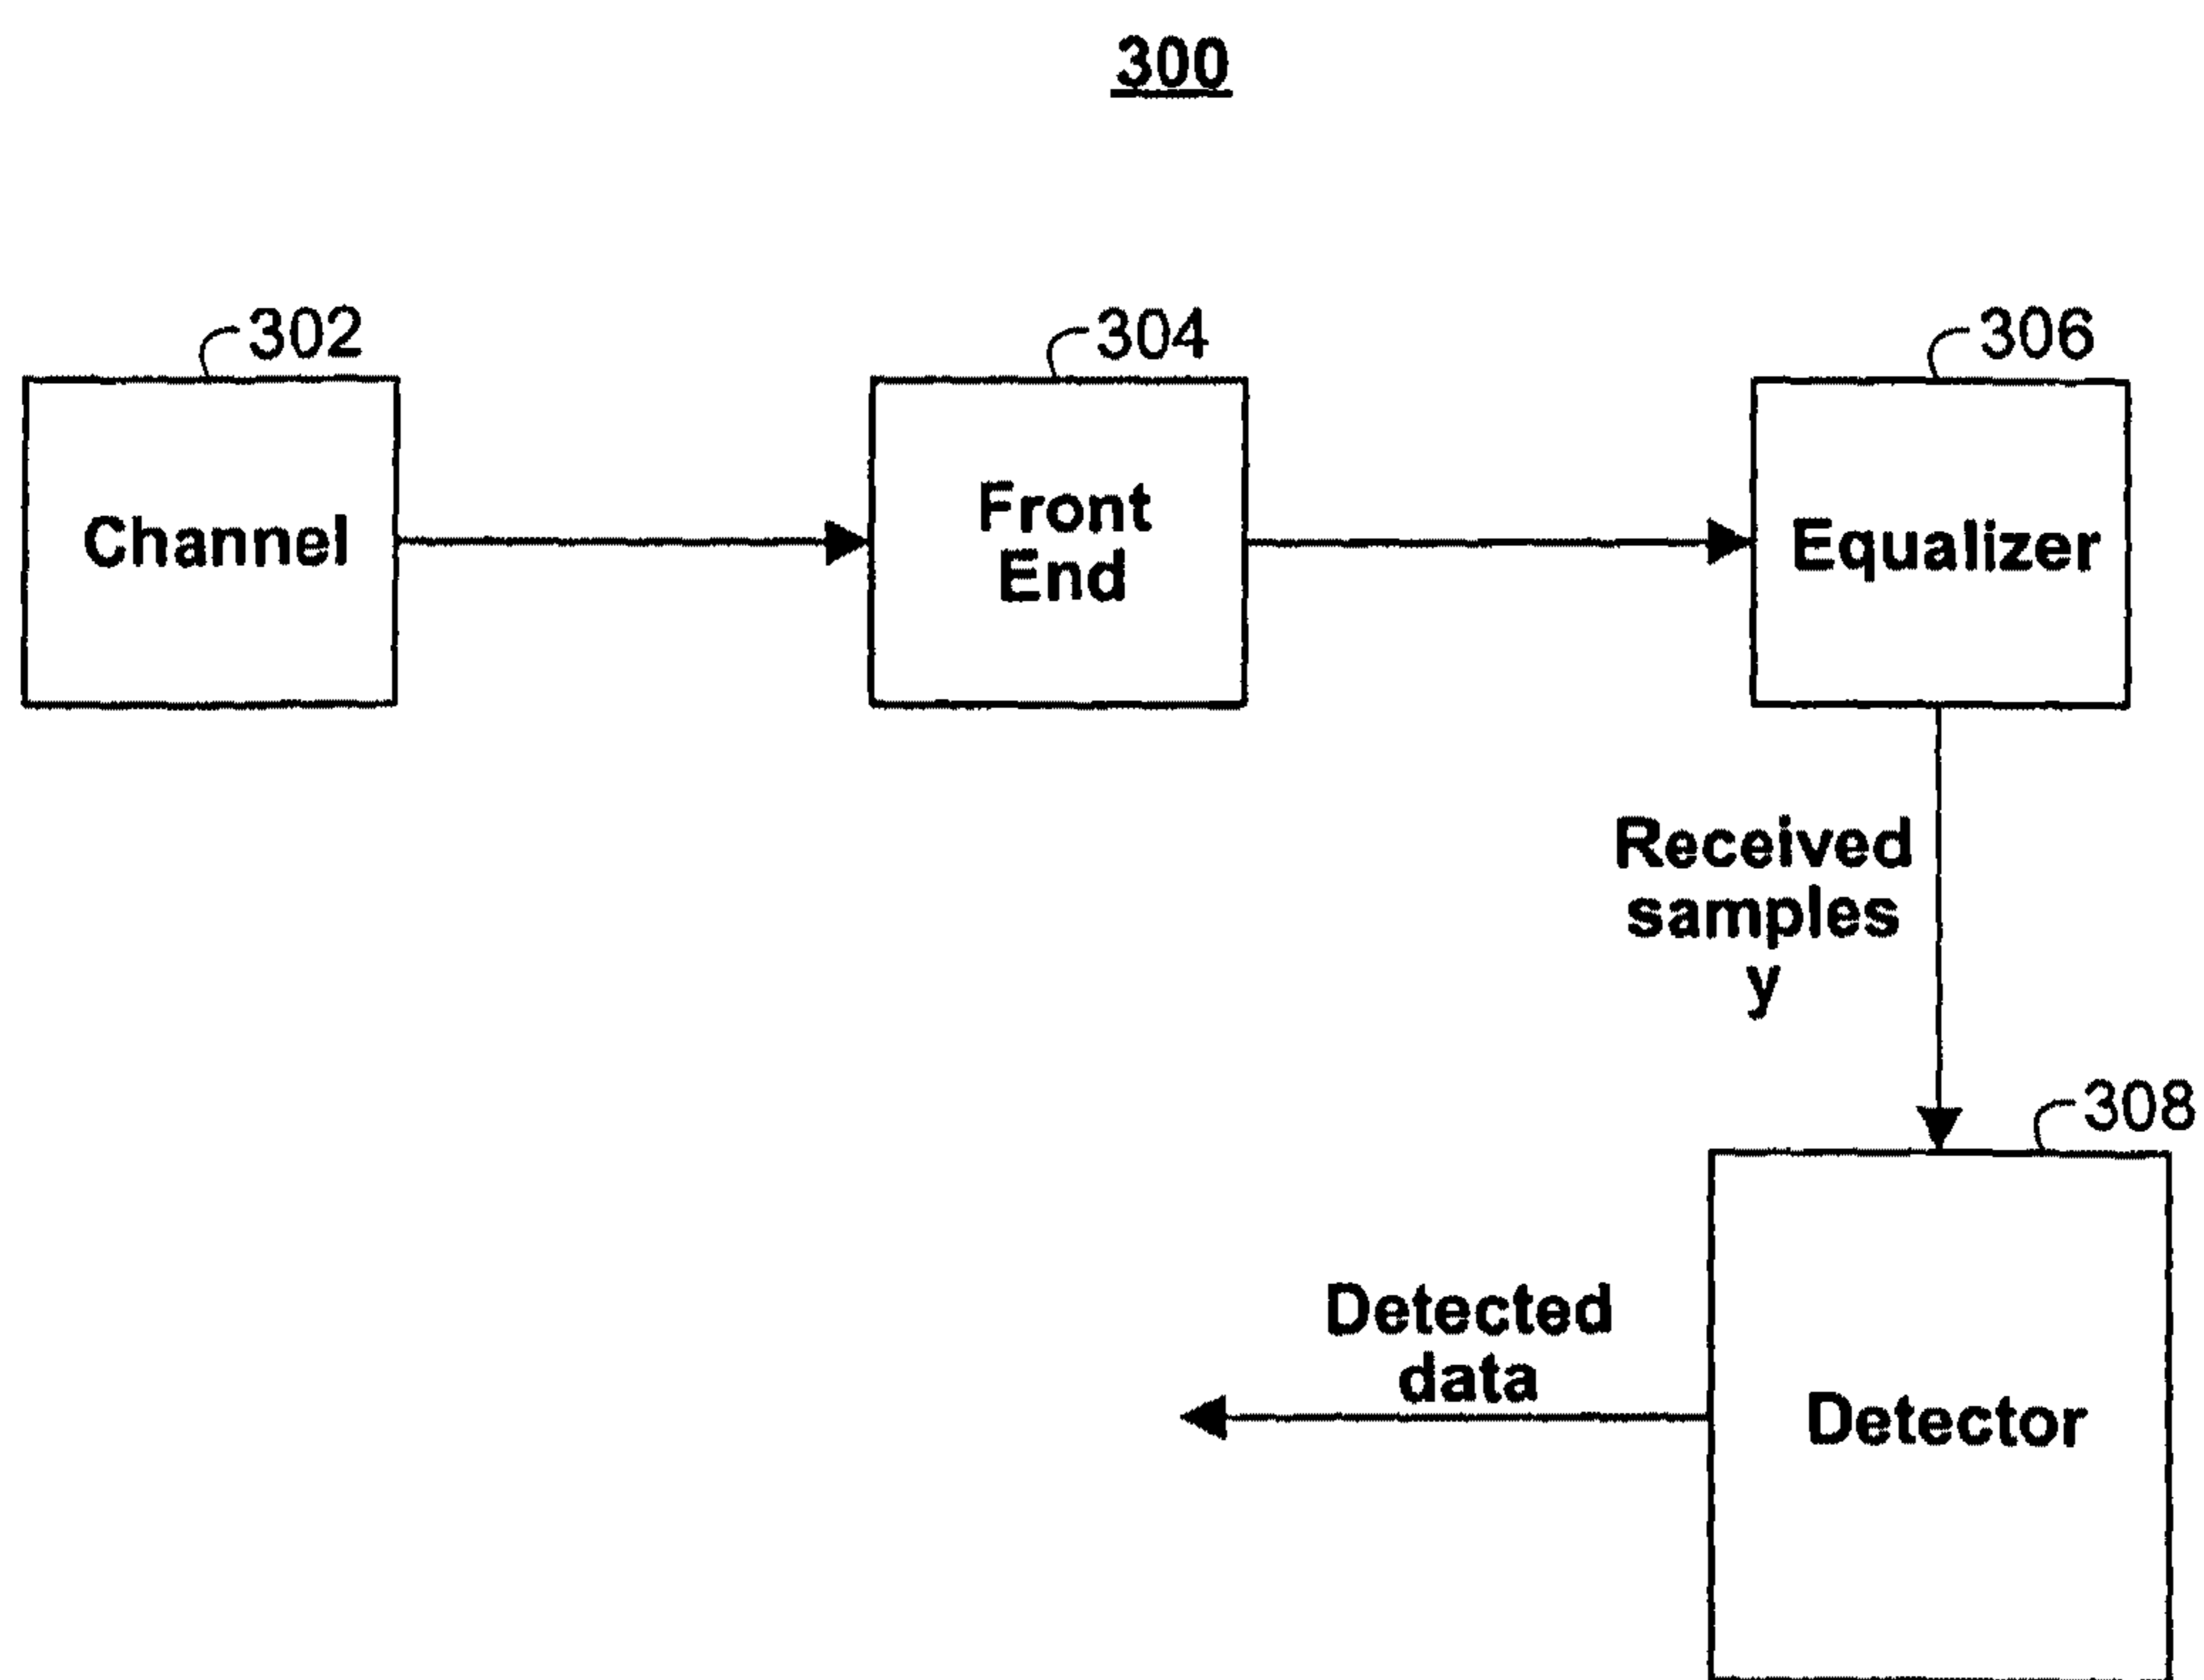 300
302
304
306
Channel
Front
End
Equalizer
Received
samples
y
308
Detected
data
Detector